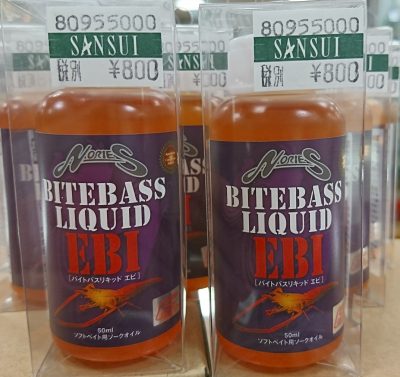 80955000
SANSUI
税別 ¥800
NORIES
BITEBASS
LIQUID
EBI
[バイトバスリキッド エビ]
50ml
ソフトベイト用ソークオイル
80955000
SANSUI
税別 ¥800
NORIES
BITEBASS
LIQUID
EBI
[バイトバスリキッド エビ]
50ml
ソフトベイト用ソークオイル